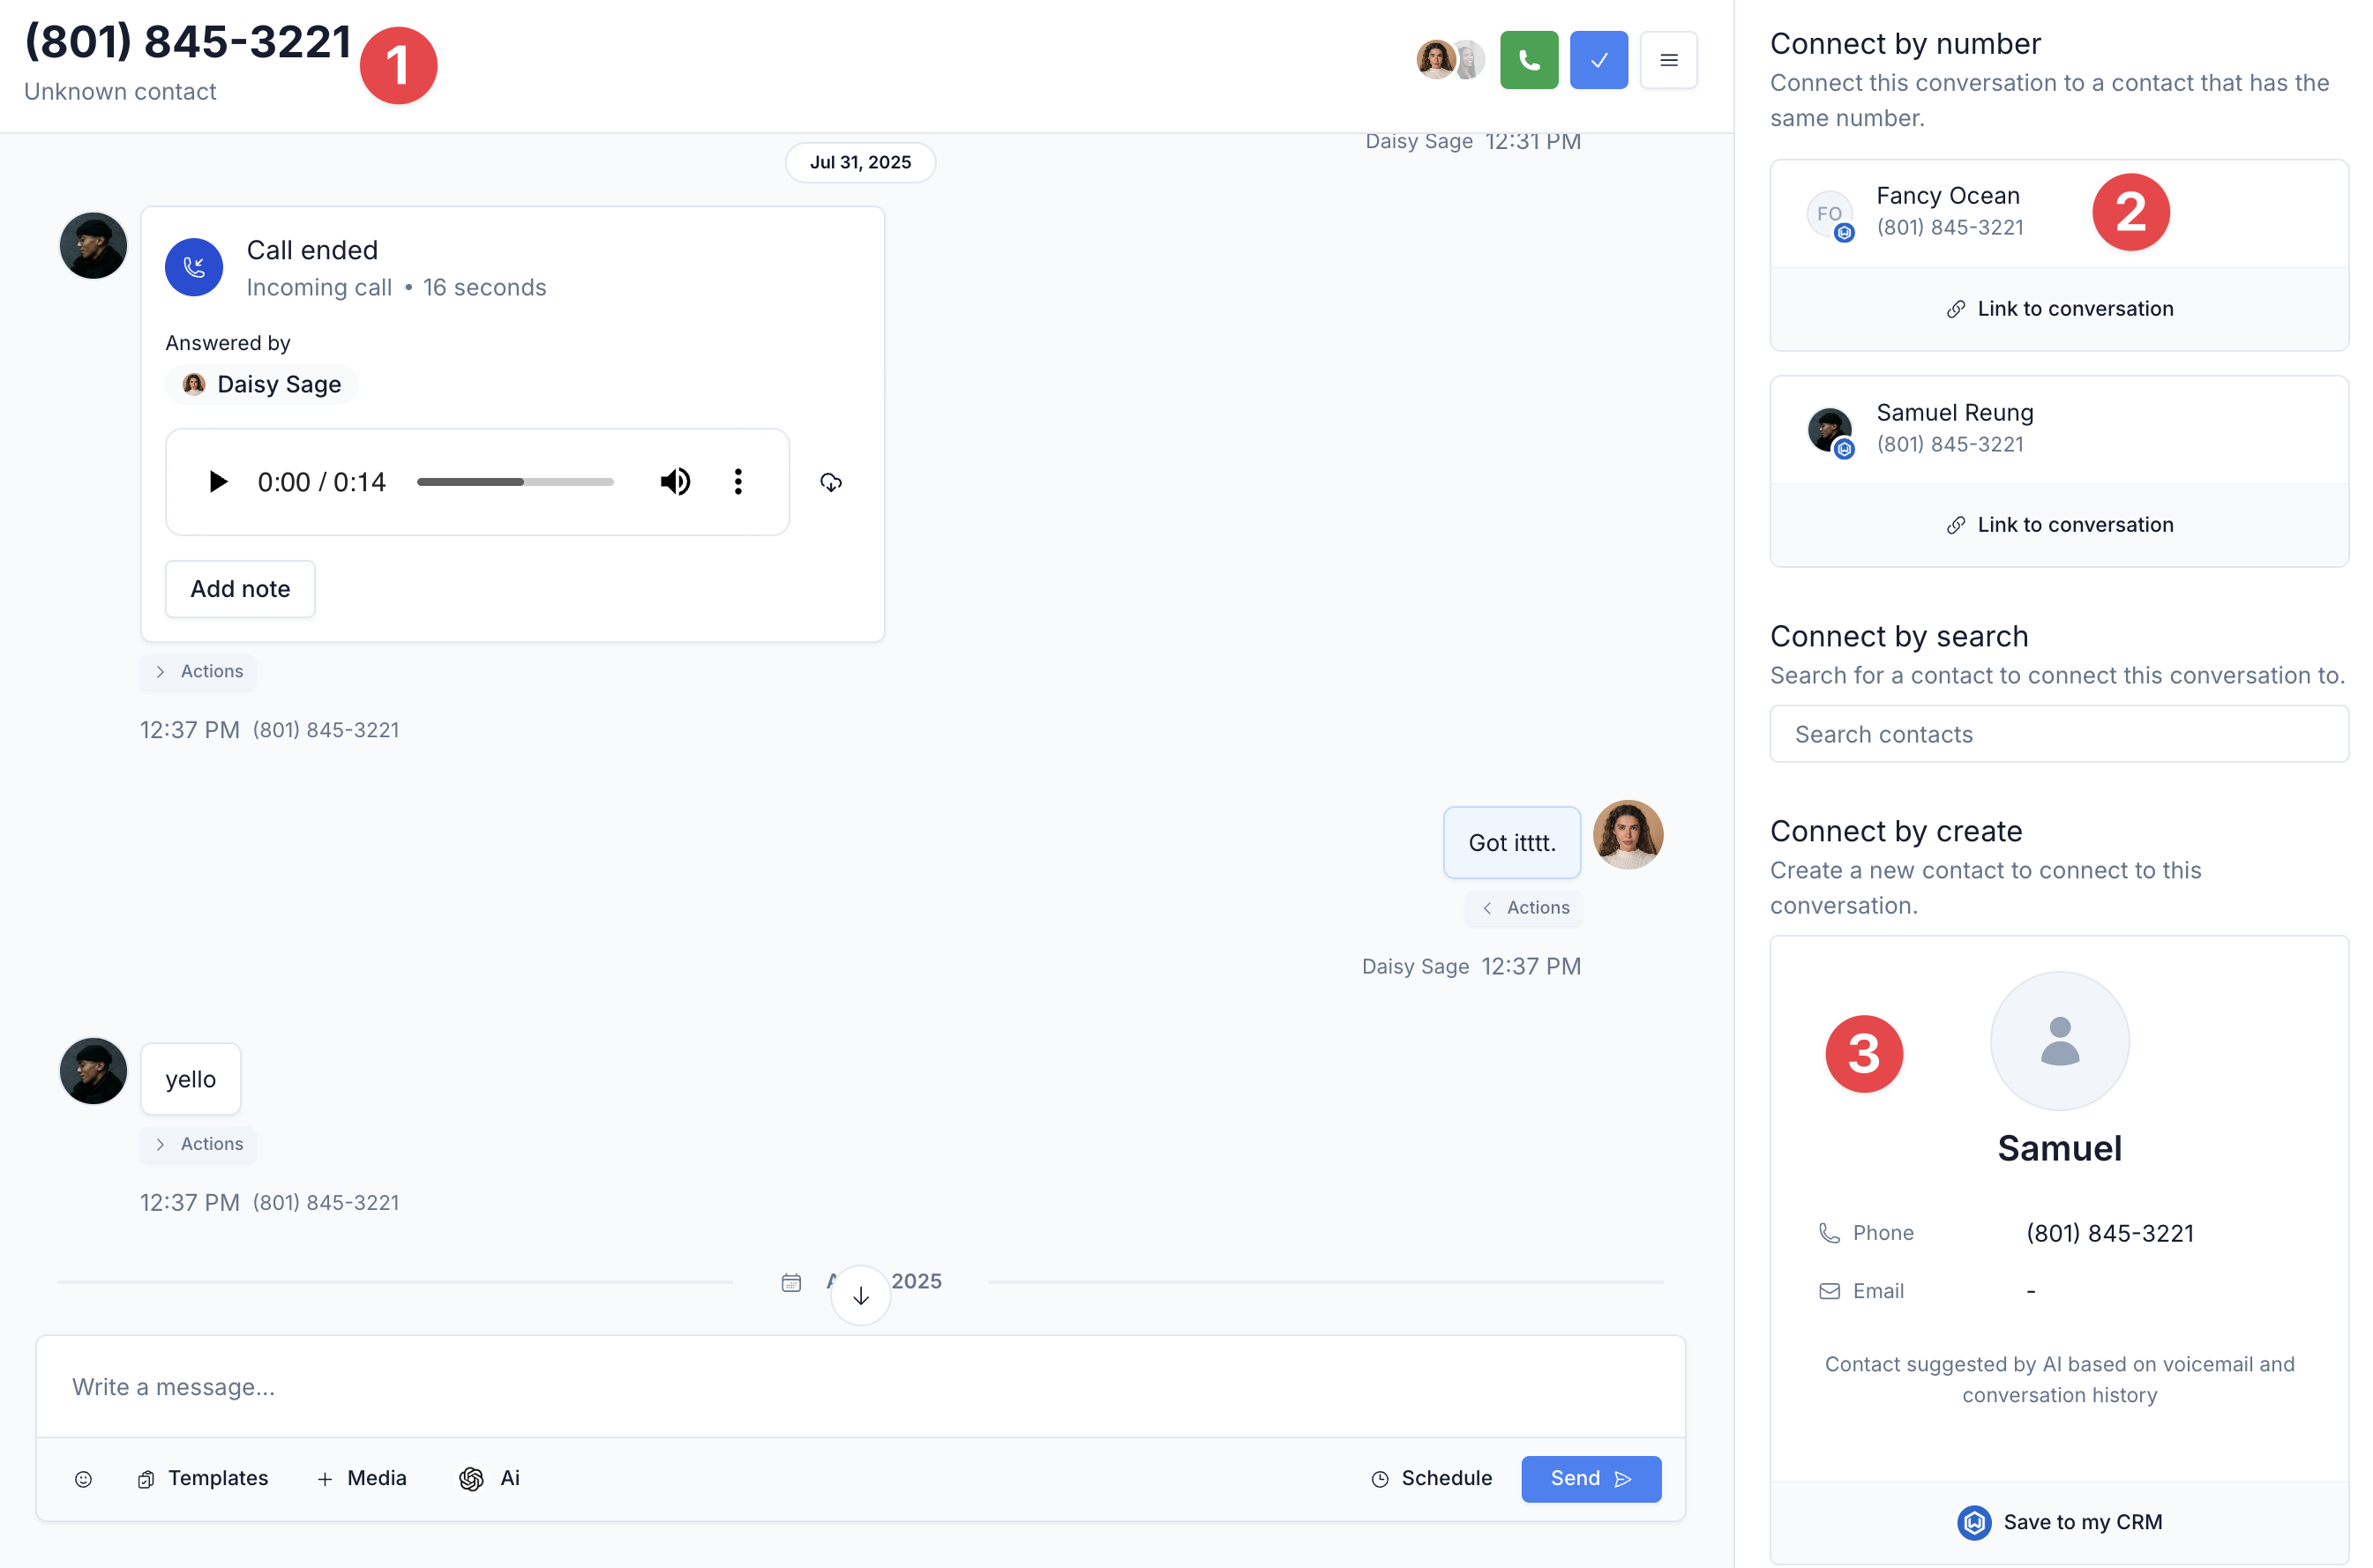 (801) 845-3221
1
Unknown contact
Daisy Sage 12:31 PM
Jul 31, 2025
Call ended
Incoming call • 16 seconds
Answered by
Daisy Sage
0:00 / 0:14
Add note
Actions
12:37 PM (801) 845-3221
Got itttt.
Actions
Daisy Sage 12:37 PM
yello
Actions
12:37 PM (801) 845-3221
2025
Write a message...
Templates
Media
Ai
Schedule
Send
Connect by number
Connect this conversation to a contact that has the
same number.
FO
Fancy Ocean
(801) 845-3221
2
Link to conversation
Samuel Reung
(801) 845-3221
Link to conversation
Connect by search
Search for a contact to connect this conversation to.
Search contacts
Connect by create
Create a new contact to connect to this
conversation.
3
Samuel
Phone (801) 845-3221
Email -
Contact suggested by AI based on voicemail and
conversation history
Save to my CRM